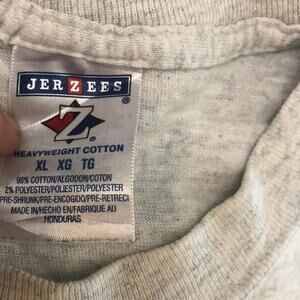 JERZEES
®
Z
®
HEAVYWEIGHT COTTON
XL XG TG
98% COTTON/ALGODON/COTON
2% POLYESTER/POLIESTER/POLYESTER
PRE-SHRUNK/PRE-ENCOGIDO/PRE-RETRECI
MADE IN/HECHO EN/FABRIQUE AU
HONDURAS